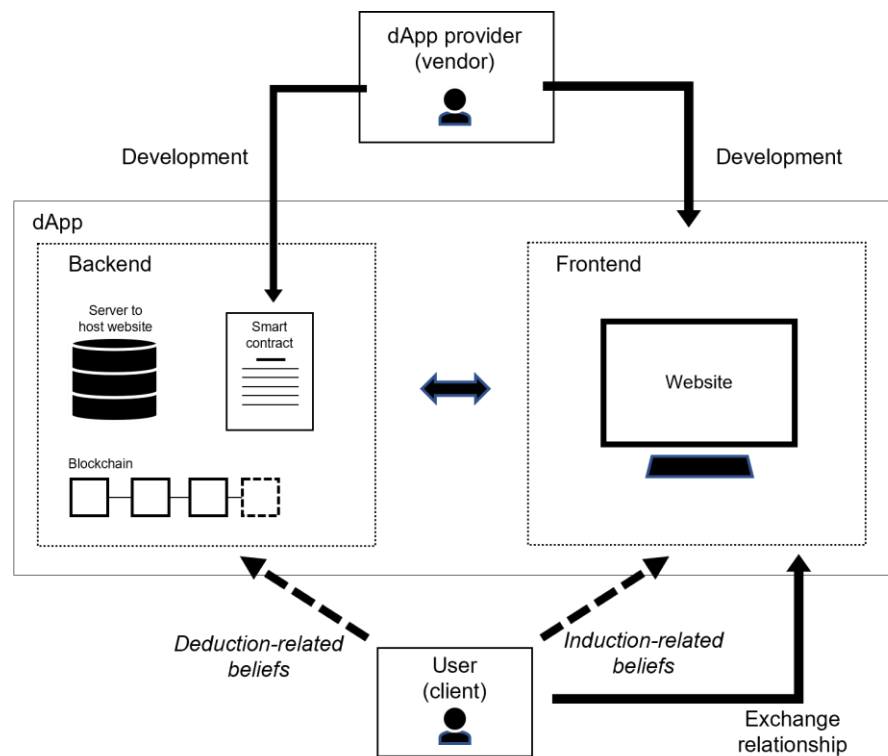 dApp provider
(vendor)
Development
Development
dApp
Backend
Frontend
Server to
host website
Smart
contract
Website
Blockchain
Deduction-related
beliefs
Induction-related
beliefs
User
(client)
Exchange
relationship